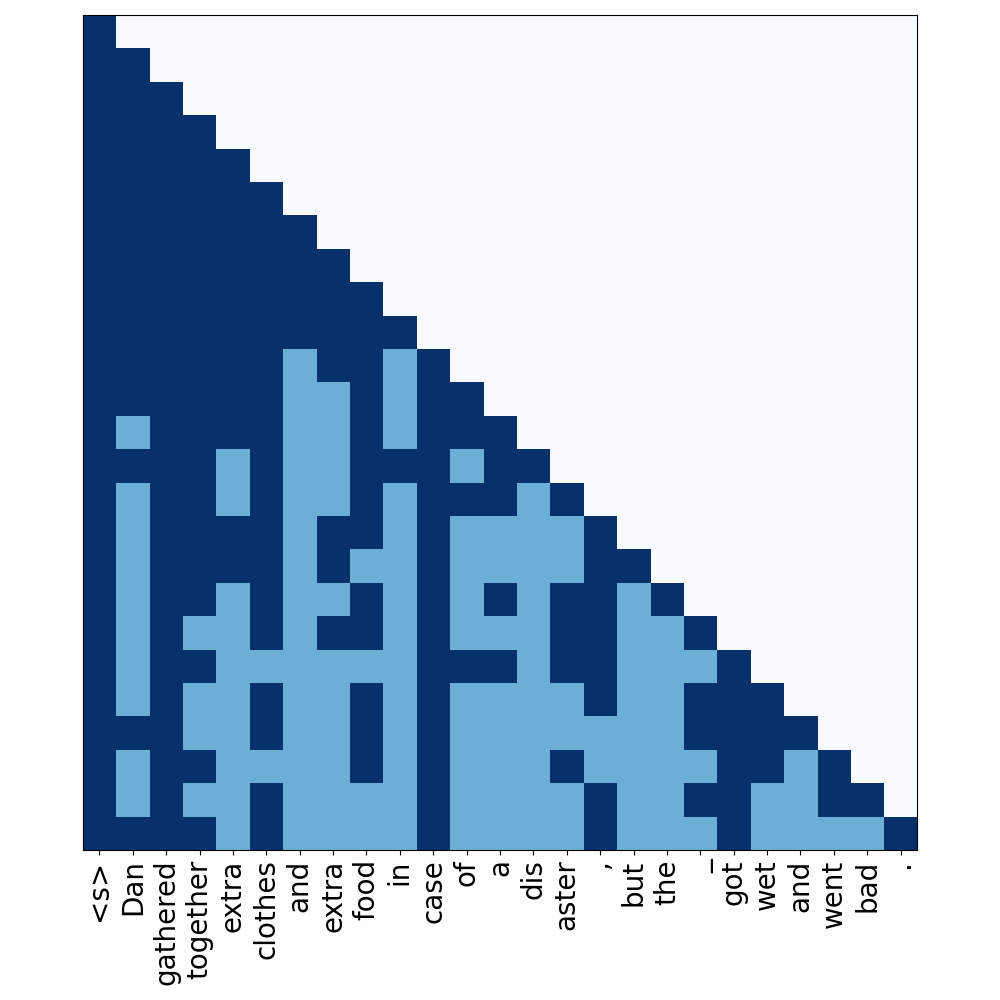 <s> Dan gathered together extra clothes and extra food in case of a dis aster , but the _ got wet and went bad .